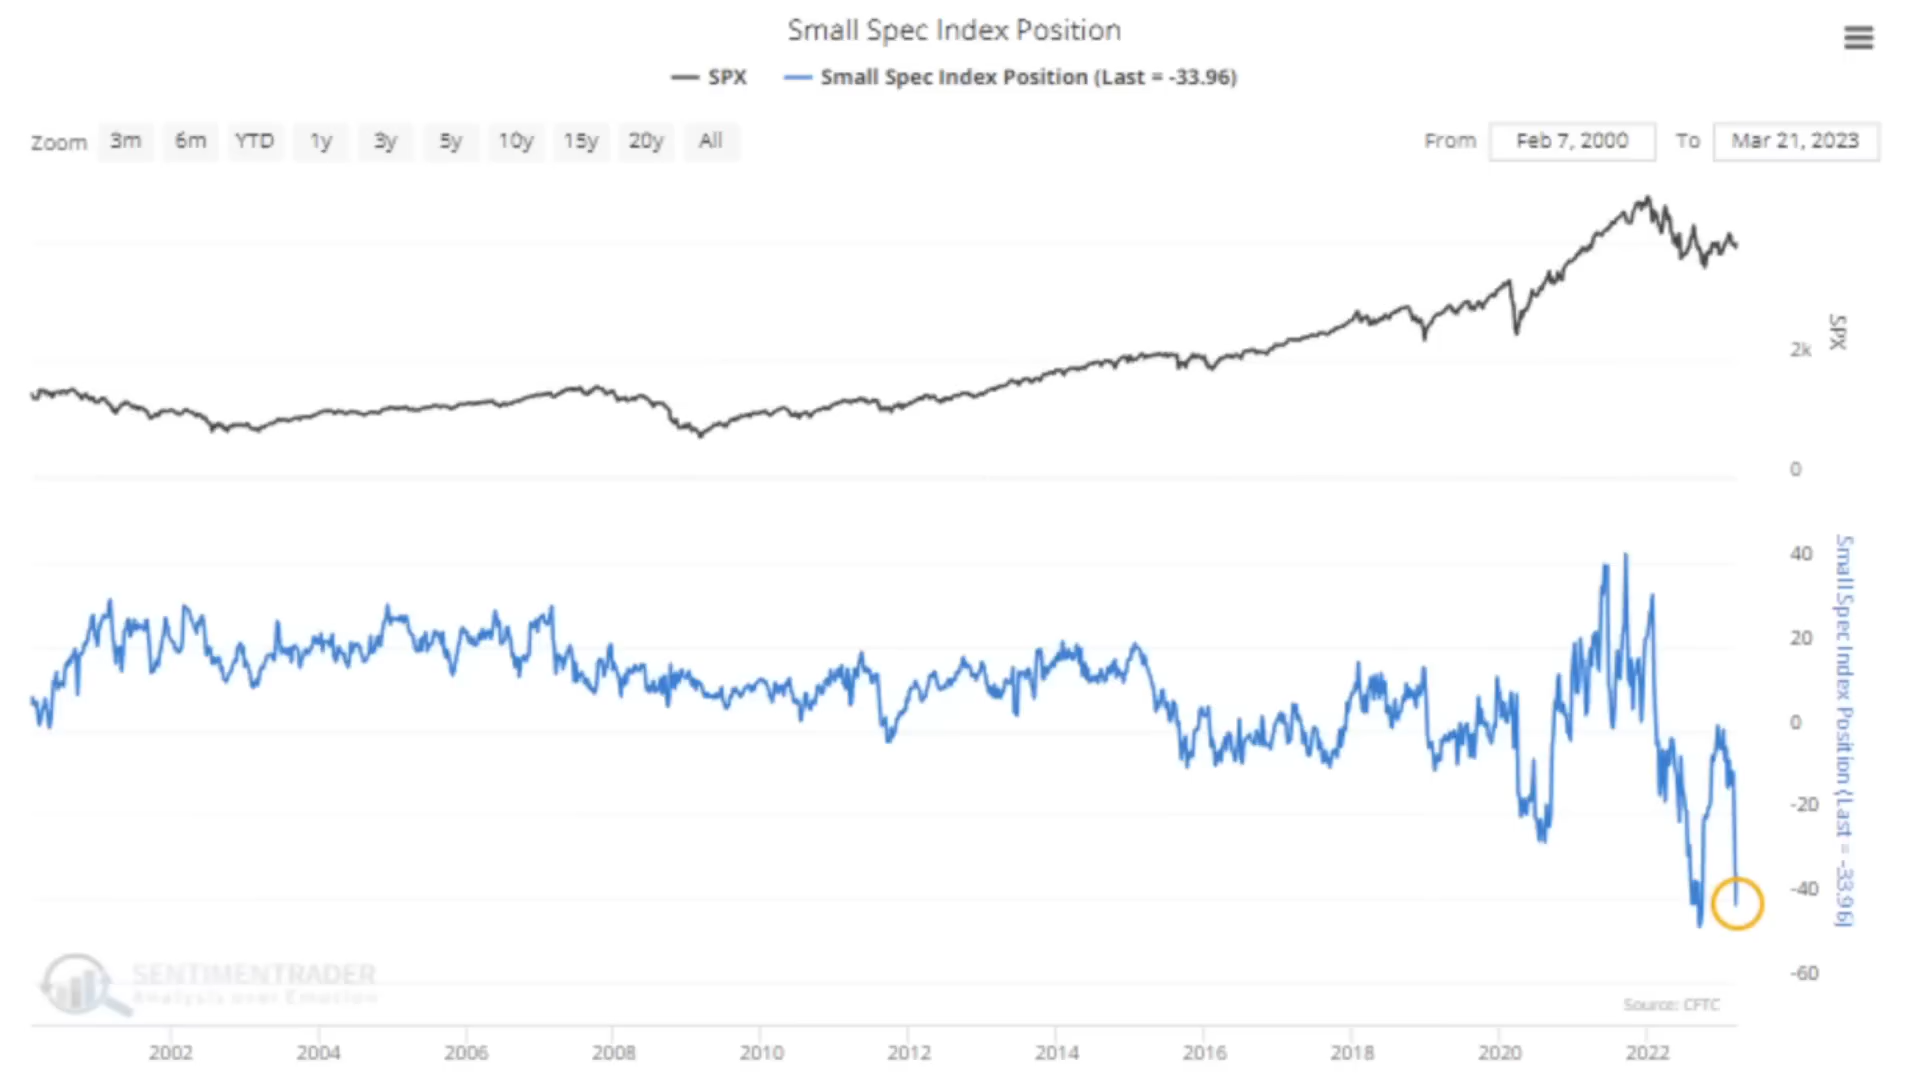 Small Spec Index Position
SPX Small Spec Index Position (Last = -33.96)
Zoom 3m 6m YTD 1y 3y 5y 10y 15y 20y All
From Feb 7, 2000 To Mar 21, 2023
SPX
2k
0
40
20
0
-20
-40
-60
Small Spec Index Position (Last = -33.96)
SENTIMENTRADER
Analysis over Emotion
Source: CFTC
2002 2004 2006 2008 2010 2012 2014 2016 2018 2020 2022